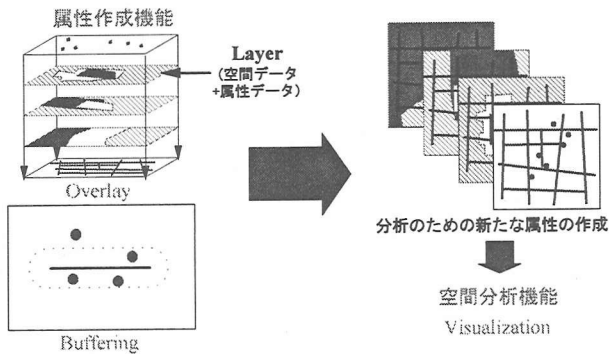 属性作成機能
Layer
(空間データ
+属性データ)
Overlay
Buffering
分析のための新たな属性の作成
空間分析機能
Visualization